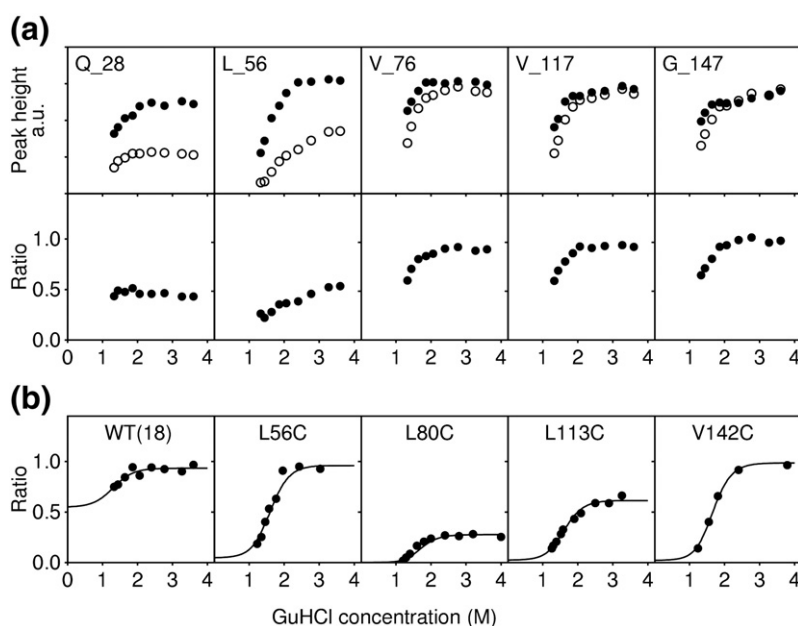 (a)
Q_28 L_56 V_76 V_117 G_147
Peak height
a.u.
Ratio
1.0
0.5
0.0
0 1 2 3 4 1 2 3 4 1 2 3 4 1 2 3 4 1 2 3 4
(b)
WT(18) L56C L80C L113C V142C
Ratio
1.0
0.5
0.0
0 1 2 3 4 1 2 3 4 1 2 3 4 1 2 3 4 1 2 3 4
GuHCl concentration (M)